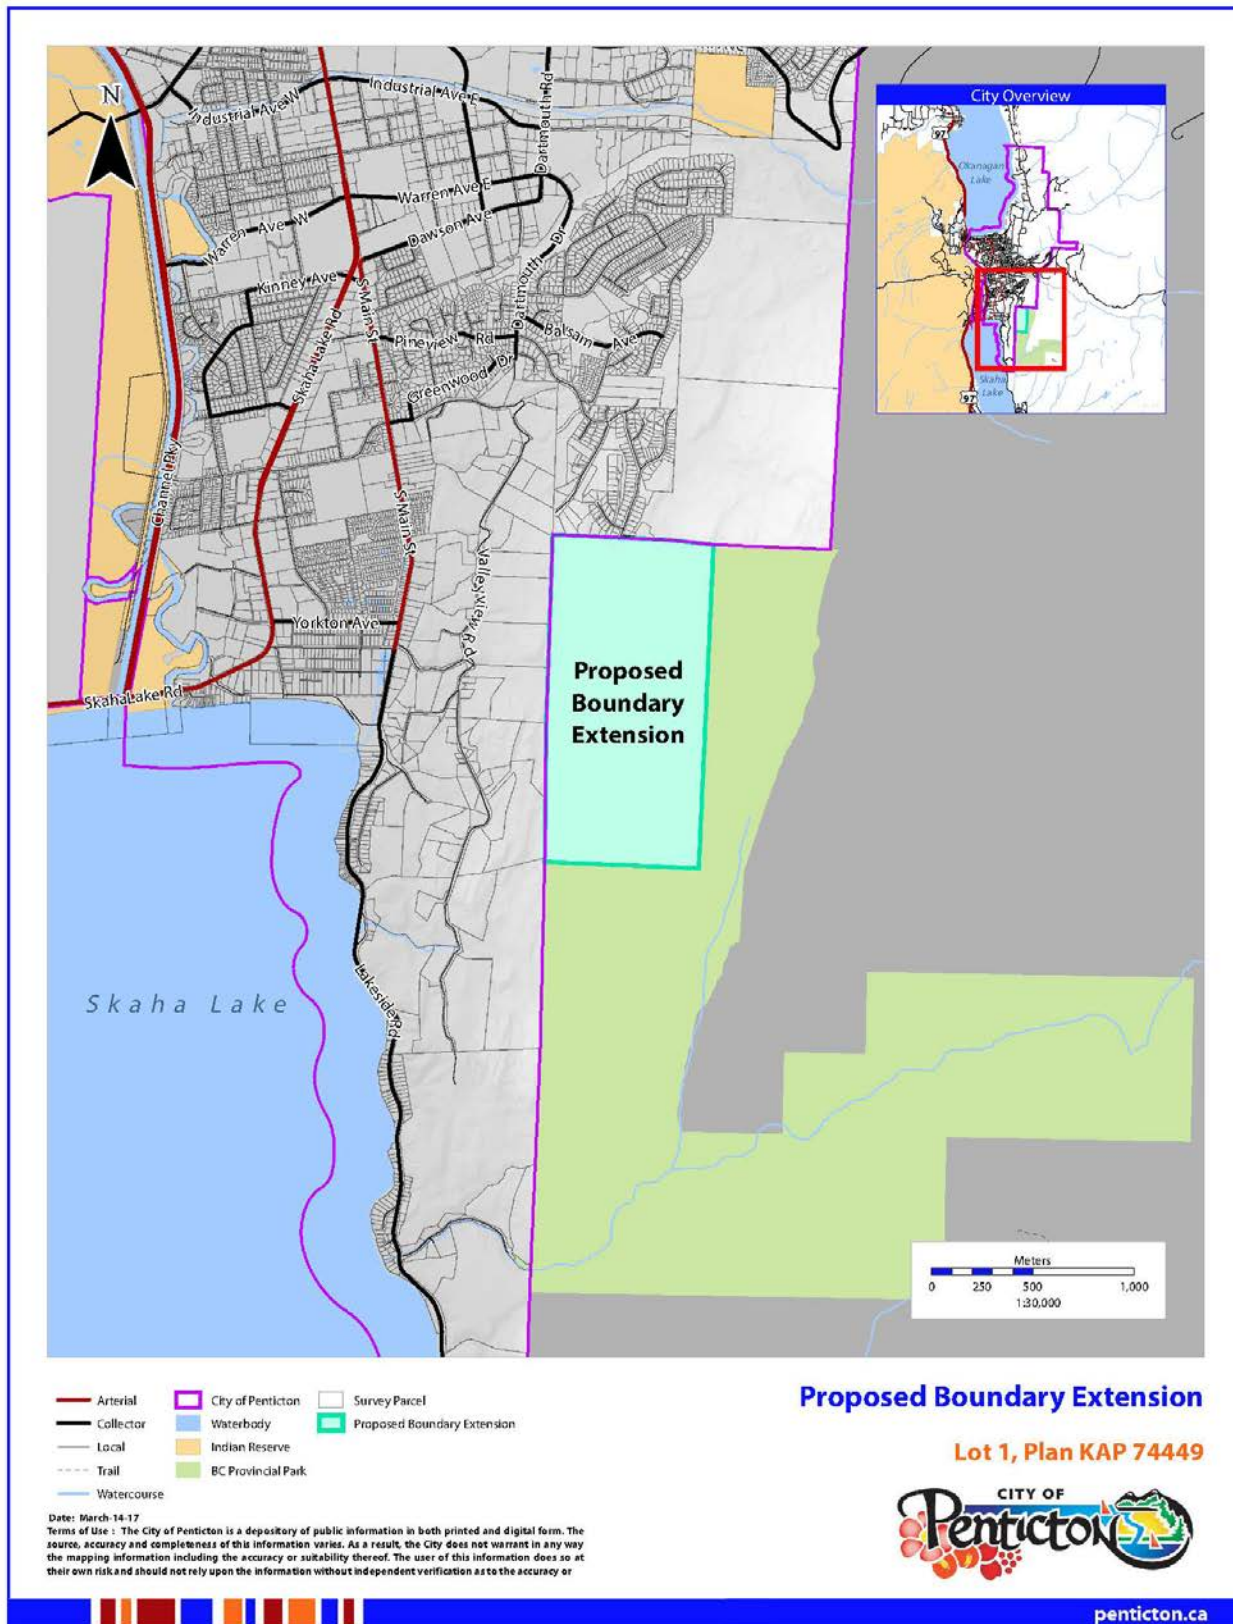 N
Industrial Ave W
Industrial Ave E
Dartmouth Rd
Warren Ave E
Warren Ave W
Dawson Ave
Kinney Ave
Dartmouth Dr
S Main St
Skaha Lake Rd
Pineview Rd
Balsam Ave
Greenwood Dr
Channel Pky
S Main St
Valleyview Rd
Yorkton Ave
Skaha Lake Rd
Proposed
Boundary
Extension
Skaha Lake
Lakeside Rd
City Overview
97
Okanagan
Lake
Skaha
Lake
97
Meters
0 250 500 1,000
1:30,000
Arterial
Collector
Local
Trail
Watercourse
City of Penticton
Waterbody
Indian Reserve
BC Provincial Park
Survey Parcel
Proposed Boundary Extension
Proposed Boundary Extension
Lot 1, Plan KAP 74449
CITY OF
Penticton
Date: March-14-17
Terms of Use : The City of Penticton is a depository of public information in both printed and digital form. The
source, accuracy and completeness of this information varies. As a result, the City does not warrant in any way
the mapping information including the accuracy or suitability thereof. The user of this information does so at
their own risk and should not rely upon the information without independent verification as to the accuracy or
penticton.ca